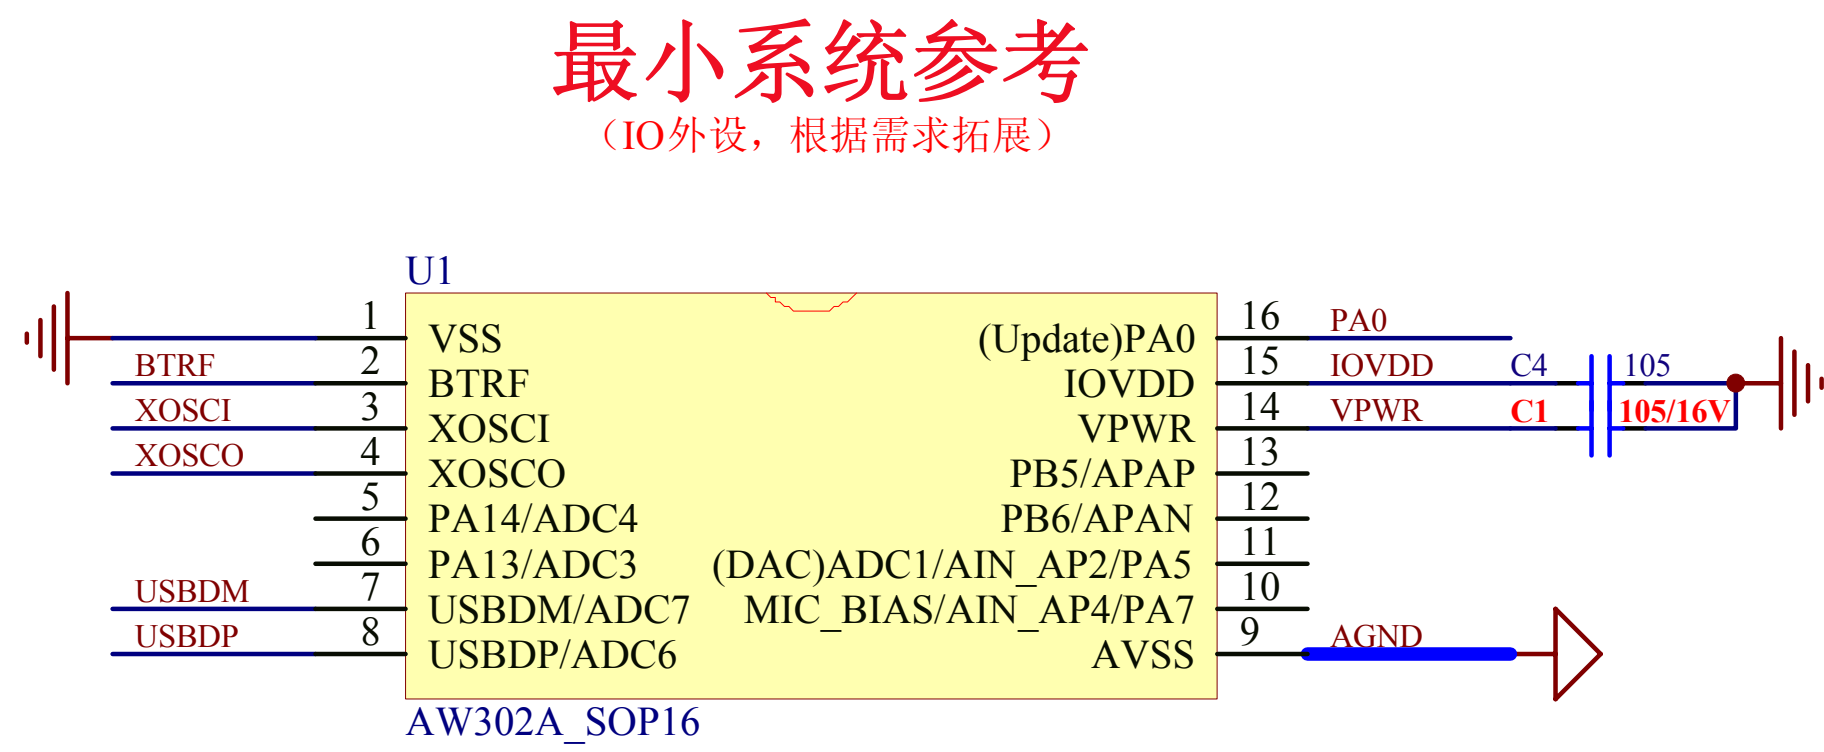 最小系统参考
（IO外设，根据需求拓展）
U1
1 VSS
BTRF 2 BTRF
XOSCI 3 XOSCI
XOSCO 4 XOSCO
5 PA14/ADC4
6 PA13/ADC3
USBDM 7 USBDM/ADC7
USBDP 8 USBDP/ADC6
(Update)PA0 16 PA0
IOVDD 15 IOVDD C4 105
VPWR 14 VPWR C1 105/16V
PB5/APAP 13
PB6/APAN 12
(DAC)ADC1/AIN_AP2/PA5 11
MIC_BIAS/AIN_AP4/PA7 10
AVSS 9 AGND
AW302A_SOP16